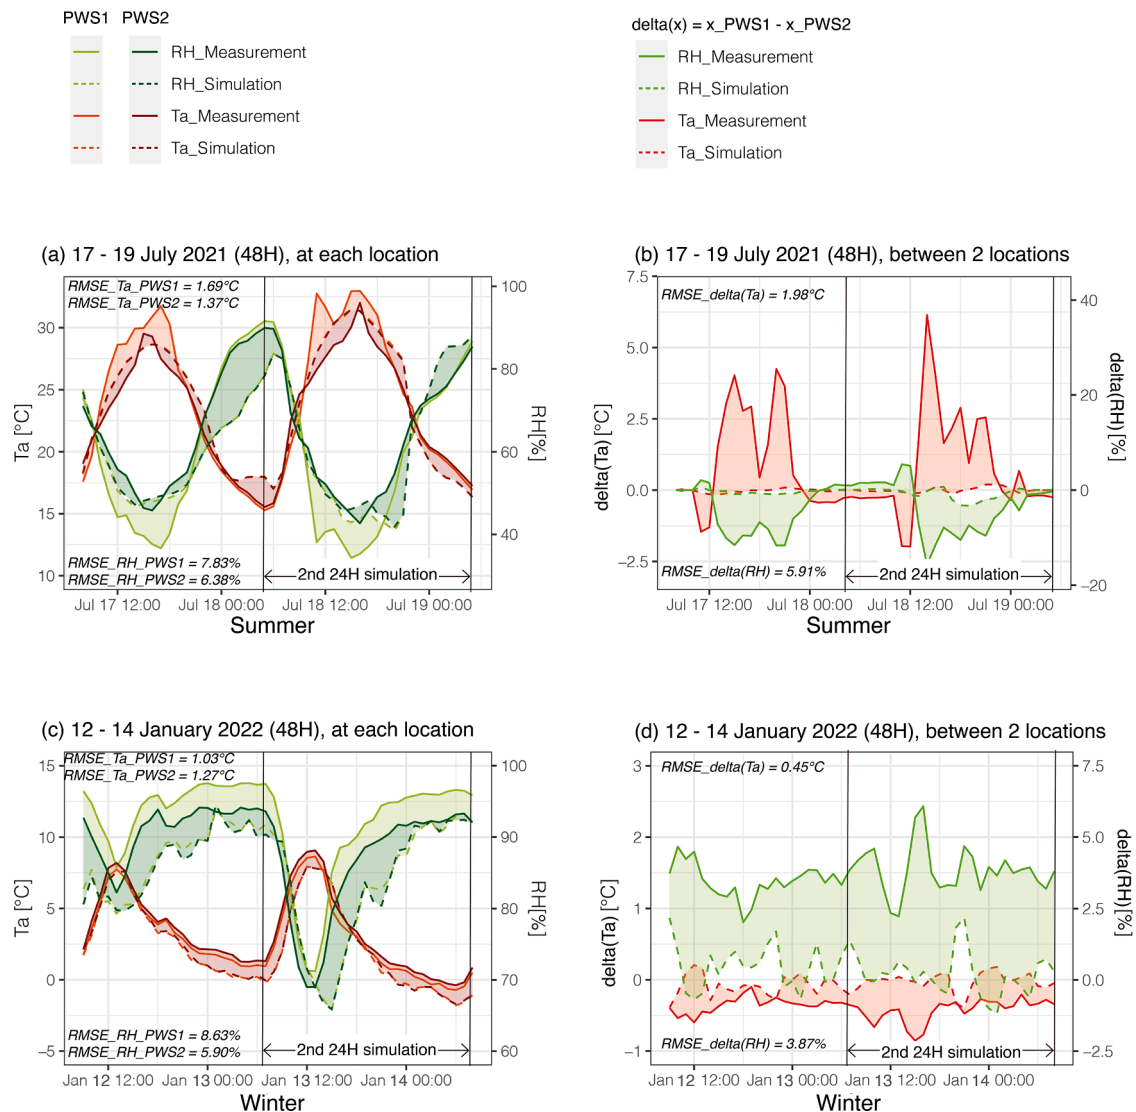 PWS1 PWS2
RH_Measurement
RH_Simulation
Ta_Measurement
Ta_Simulation
delta(x) = x_PWS1 - x_PWS2
RH_Measurement
RH_Simulation
Ta_Measurement
Ta_Simulation
(a) 17 - 19 July 2021 (48H), at each location
RMSE_Ta_PWS1 = 1.69°C
RMSE_Ta_PWS2 = 1.37°C
30
25
20
15
10
Ta [°C]
100
80
60
40
RH[%]
RMSE_RH_PWS1 = 7.83%
RMSE_RH_PWS2 = 6.38%
2nd 24H simulation
Jul 17 12:00 Jul 18 00:00 Jul 18 12:00 Jul 19 00:00
Summer
(b) 17 - 19 July 2021 (48H), between 2 locations
RMSE_delta(Ta) = 1.98°C
7.5
5.0
2.5
0.0
−2.5
delta(Ta) [°C]
40
20
0
−20
delta(RH) [%]
RMSE_delta(RH) = 5.91%
2nd 24H simulation
Jul 17 12:00 Jul 18 00:00 Jul 18 12:00 Jul 19 00:00
Summer
(c) 12 - 14 January 2022 (48H), at each location
RMSE_Ta_PWS1 = 1.03°C
RMSE_Ta_PWS2 = 1.27°C
15
10
5
0
−5
Ta [°C]
100
90
80
70
60
RH[%]
RMSE_RH_PWS1 = 8.63%
RMSE_RH_PWS2 = 5.90%
2nd 24H simulation
Jan 12 12:00 Jan 13 00:00 Jan 13 12:00 Jan 14 00:00
Winter
(d) 12 - 14 January 2022 (48H), between 2 locations
RMSE_delta(Ta) = 0.45°C
3
2
1
0
−1
delta(Ta) [°C]
7.5
5.0
2.5
0.0
−2.5
delta(RH) [%]
RMSE_delta(RH) = 3.87%
2nd 24H simulation
Jan 12 12:00 Jan 13 00:00 Jan 13 12:00 Jan 14 00:00
Winter